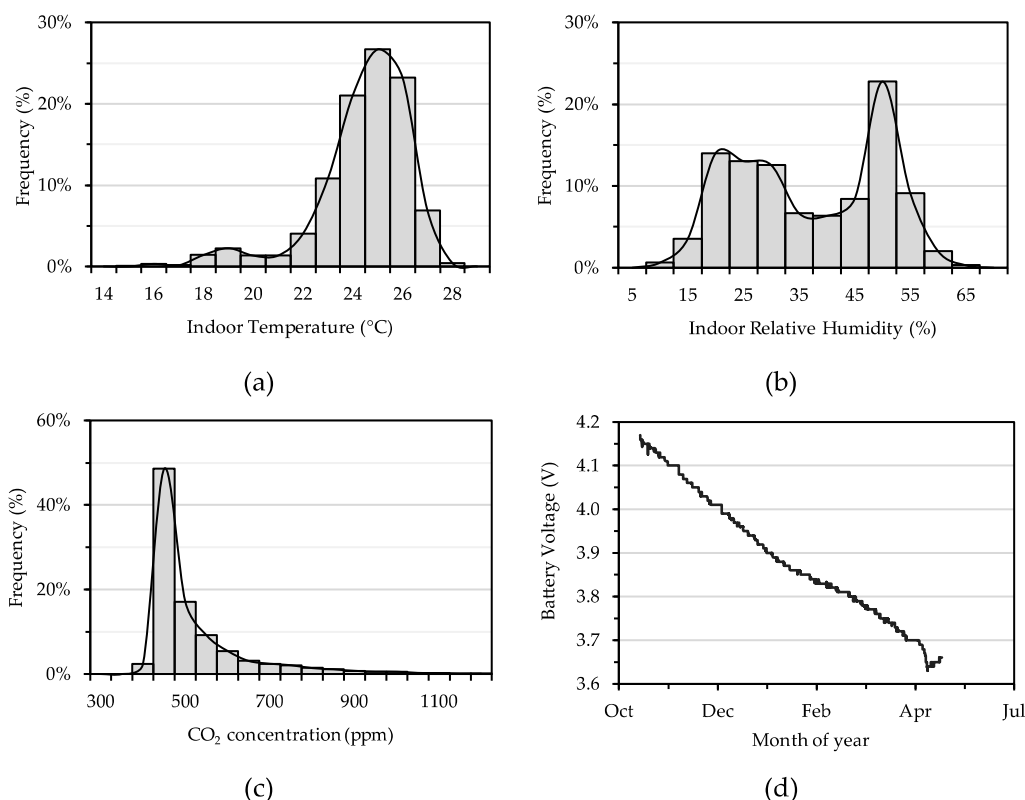 30%
20%
10%
0%
Frequency (%)
14 16 18 20 22 24 26 28
Indoor Temperature (°C)
(a)
30%
20%
10%
0%
Frequency (%)
5 15 25 35 45 55 65
Indoor Relative Humidity (%)
(b)
60%
40%
20%
0%
Frequency (%)
300 500 700 900 1100
CO₂ concentration (ppm)
(c)
4.2
4.1
4.0
3.9
3.8
3.7
3.6
Battery Voltage (V)
Oct Dec Feb Apr Jul
Month of year
(d)